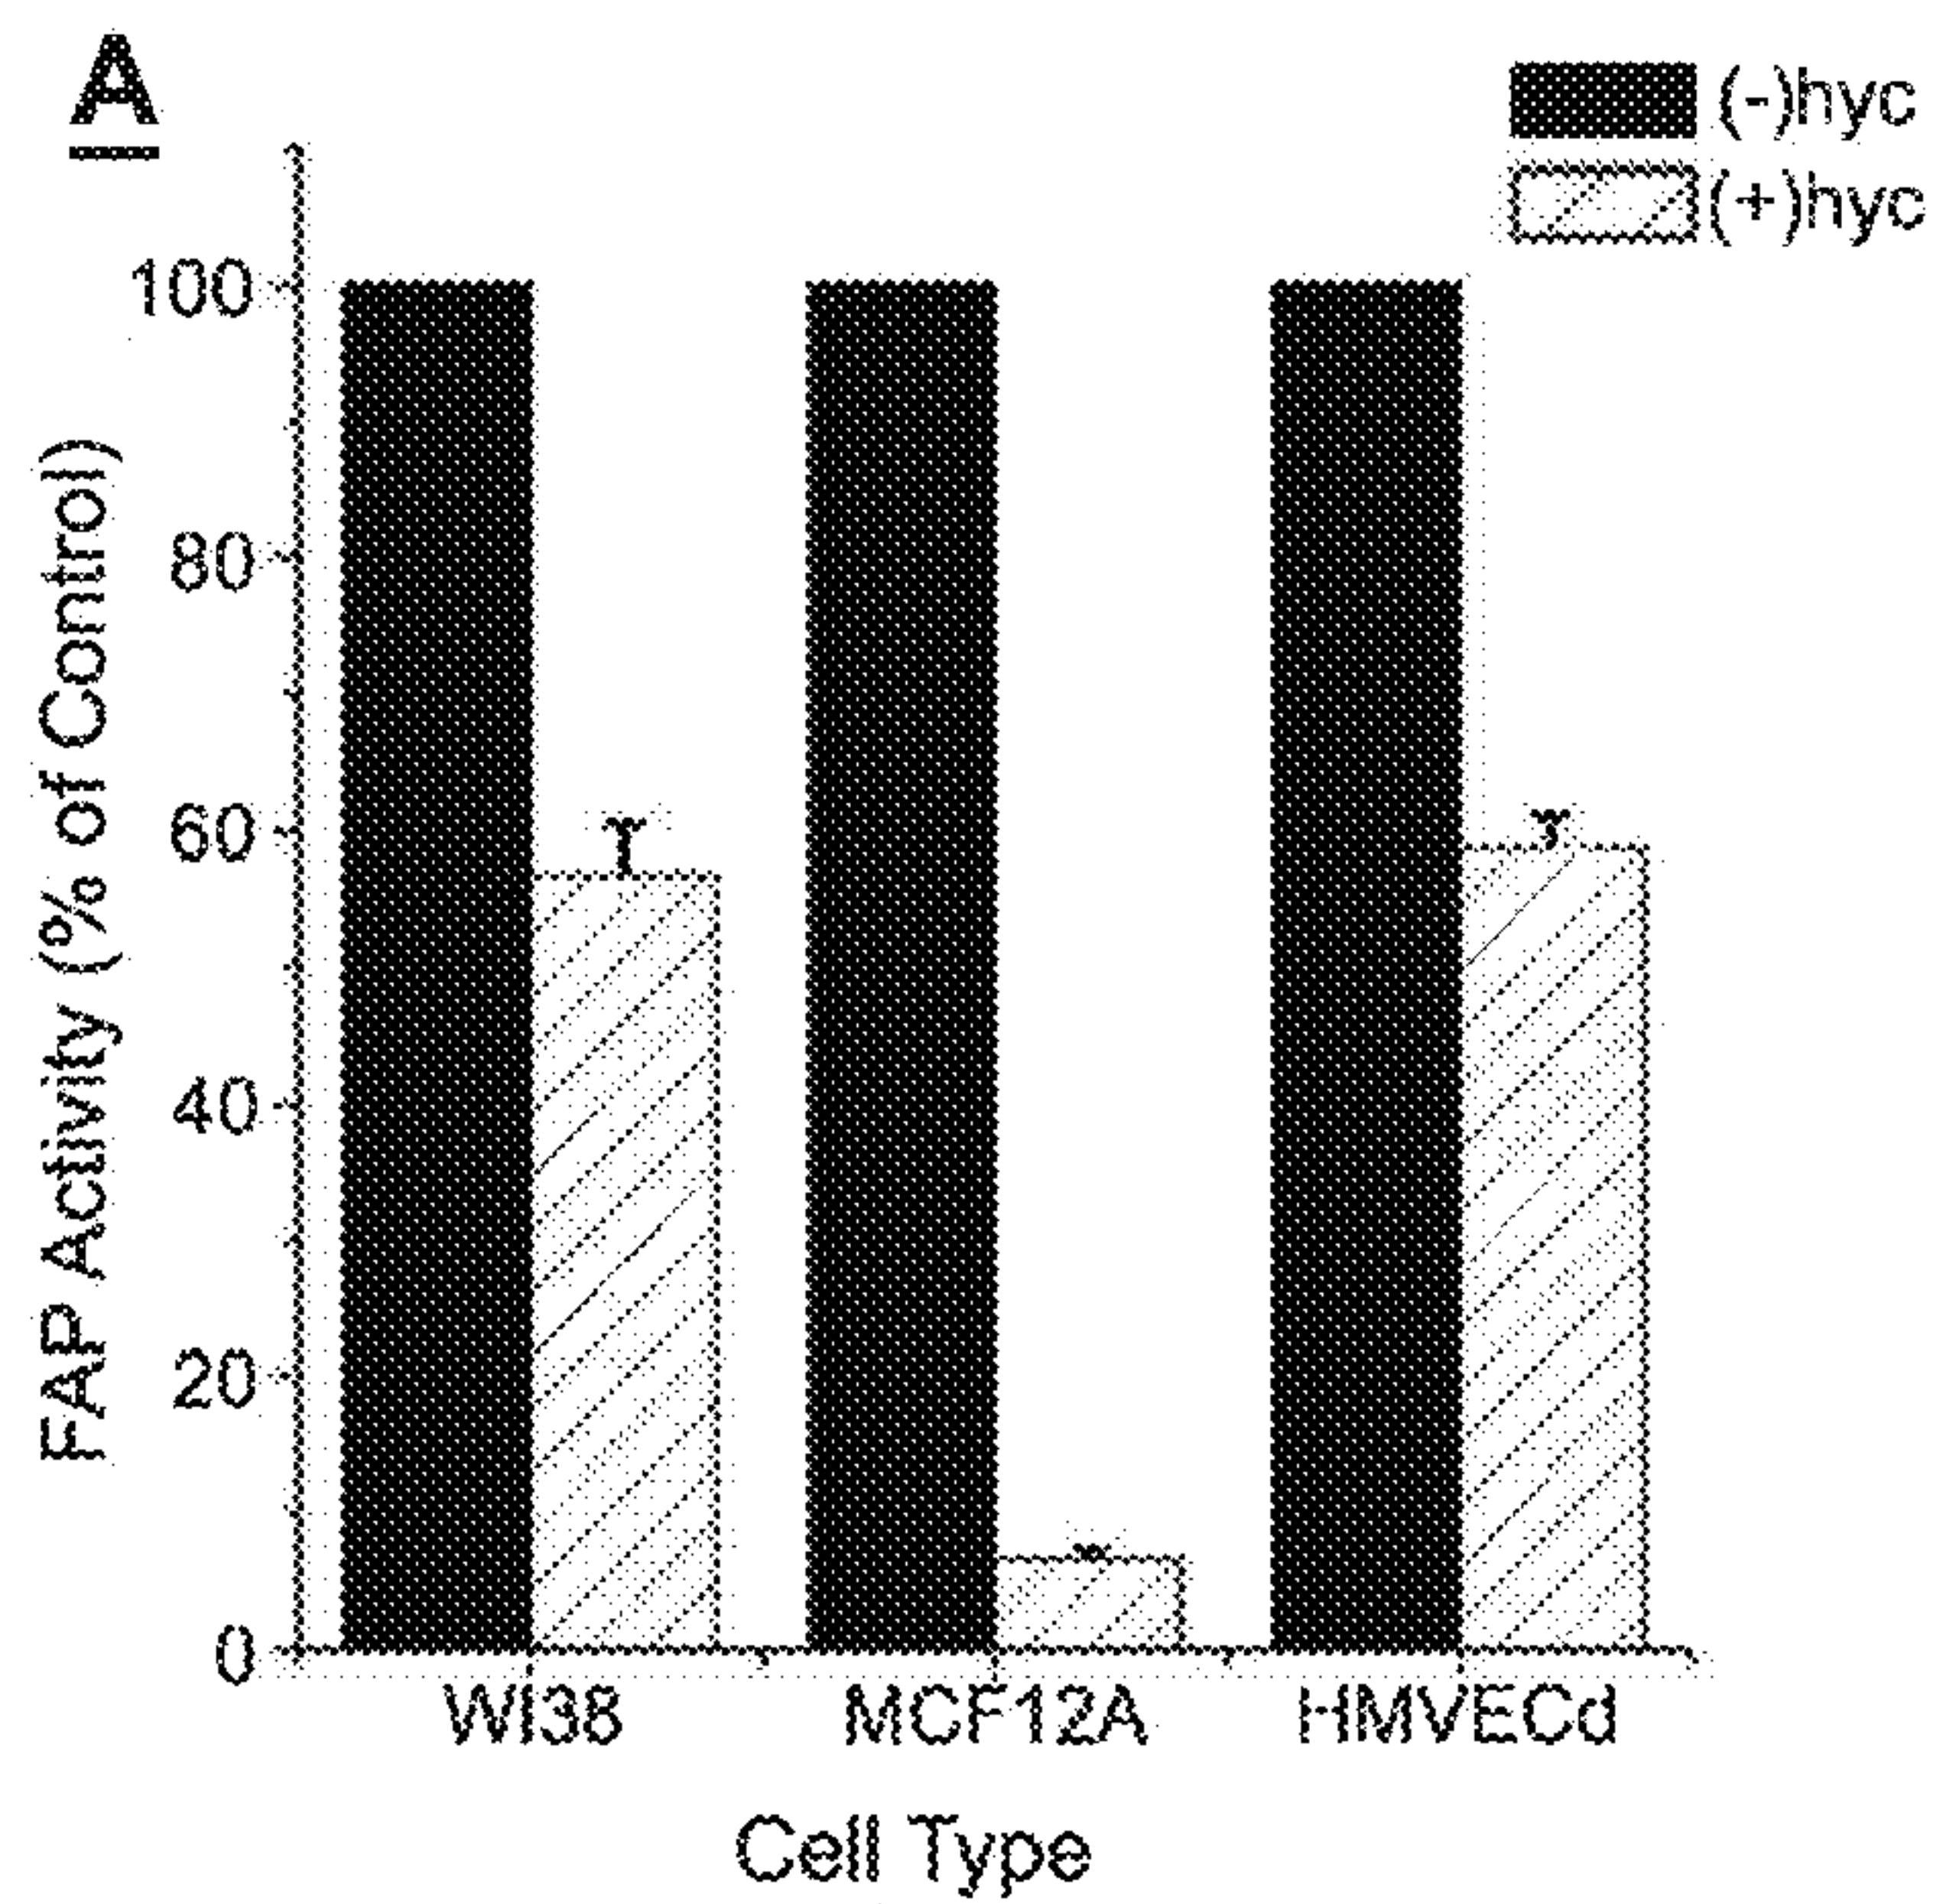 A
(-)hyc
(+)hyc
FAP Activity (% of Control)
100
80
60
40
20
0
WI38 MCF12A HMVECd
Cell Type